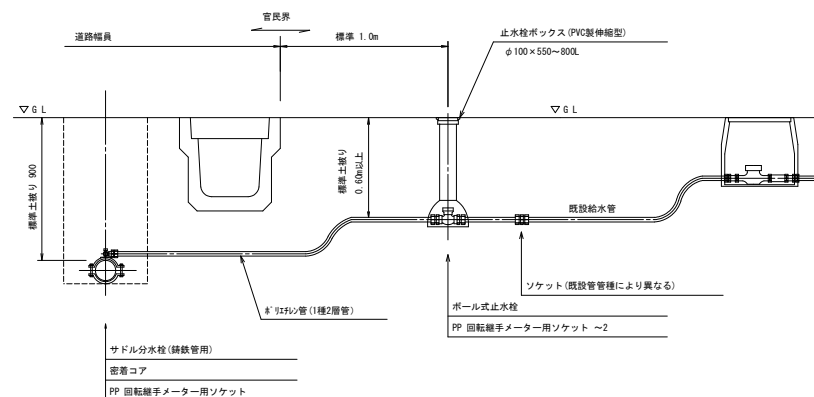 官民界
道路幅員
標準 1.0m
止水栓ボックス(PVC製伸縮型)
φ100×550～800L
▽GL
▽GL
標準土被り 900
標準土被り
0.60m以上
既設給水管
ソケット(既設管管種により異なる)
ポリエチレン管(1種2層管)
ボール式止水栓
PP 回転継手メーター用ソケット ～2
サドル分水栓(鋳鉄管用)
密着コア
PP 回転継手メーター用ソケット